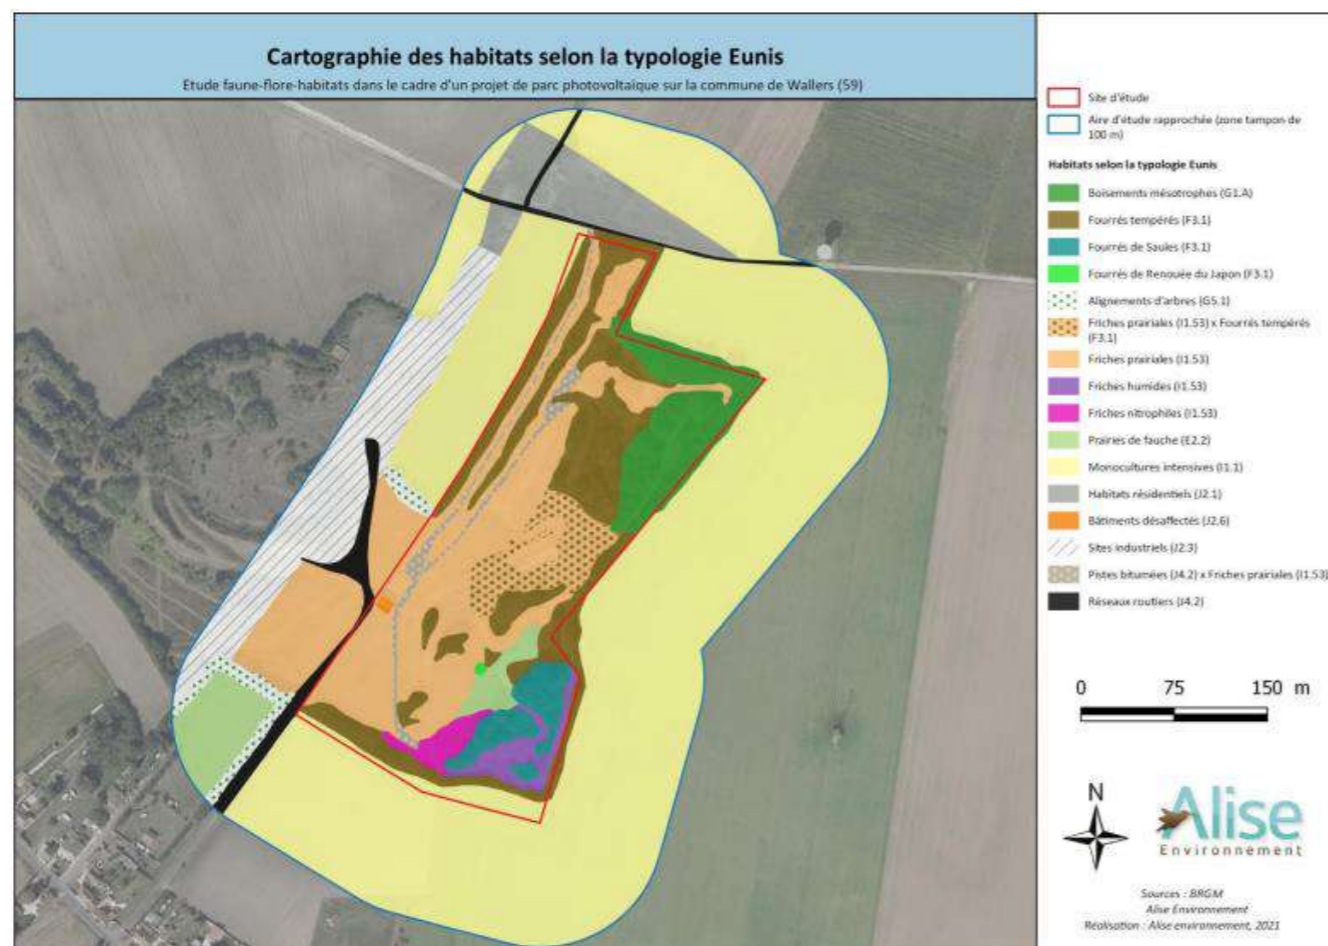 Cartographie des habitats selon la typologie Eunis
Etude faune-flore-habitats dans le cadre d'un projet de parc photovoltaïque sur la commune de Wallers (59)
Site d'étude
Aire d'étude rapprochée (zone tampon de
100 m)
Habitats selon la typologie Eunis
Boisements mésotrophes (G1.A)
Fourrés tempérés (F3.1)
Fourrés de Saules (F3.1)
Fourrés de Renouée du Japon (F3.1)
Alignements d'arbres (G5.1)
Friches prairiales (I1.53) x Fourrés tempérés
(F3.1)
Friches prairiales (I1.53)
Friches humides (I1.53)
Friches nitrophiles (I1.53)
Prairies de fauche (E2.2)
Monocultures intensives (I1.1)
Habitats résidentiels (J2.1)
Bâtiments désaffectés (J2.6)
Sites industriels (J2.3)
Pistes bitumées (J4.2) x Friches prairiales (I1.53)
Réseaux routiers (J4.2)
0 75 150 m
N
Alise
Environnement
Sources : BRGM
Alise Environnement
Réalisation : Alise environnement, 2021